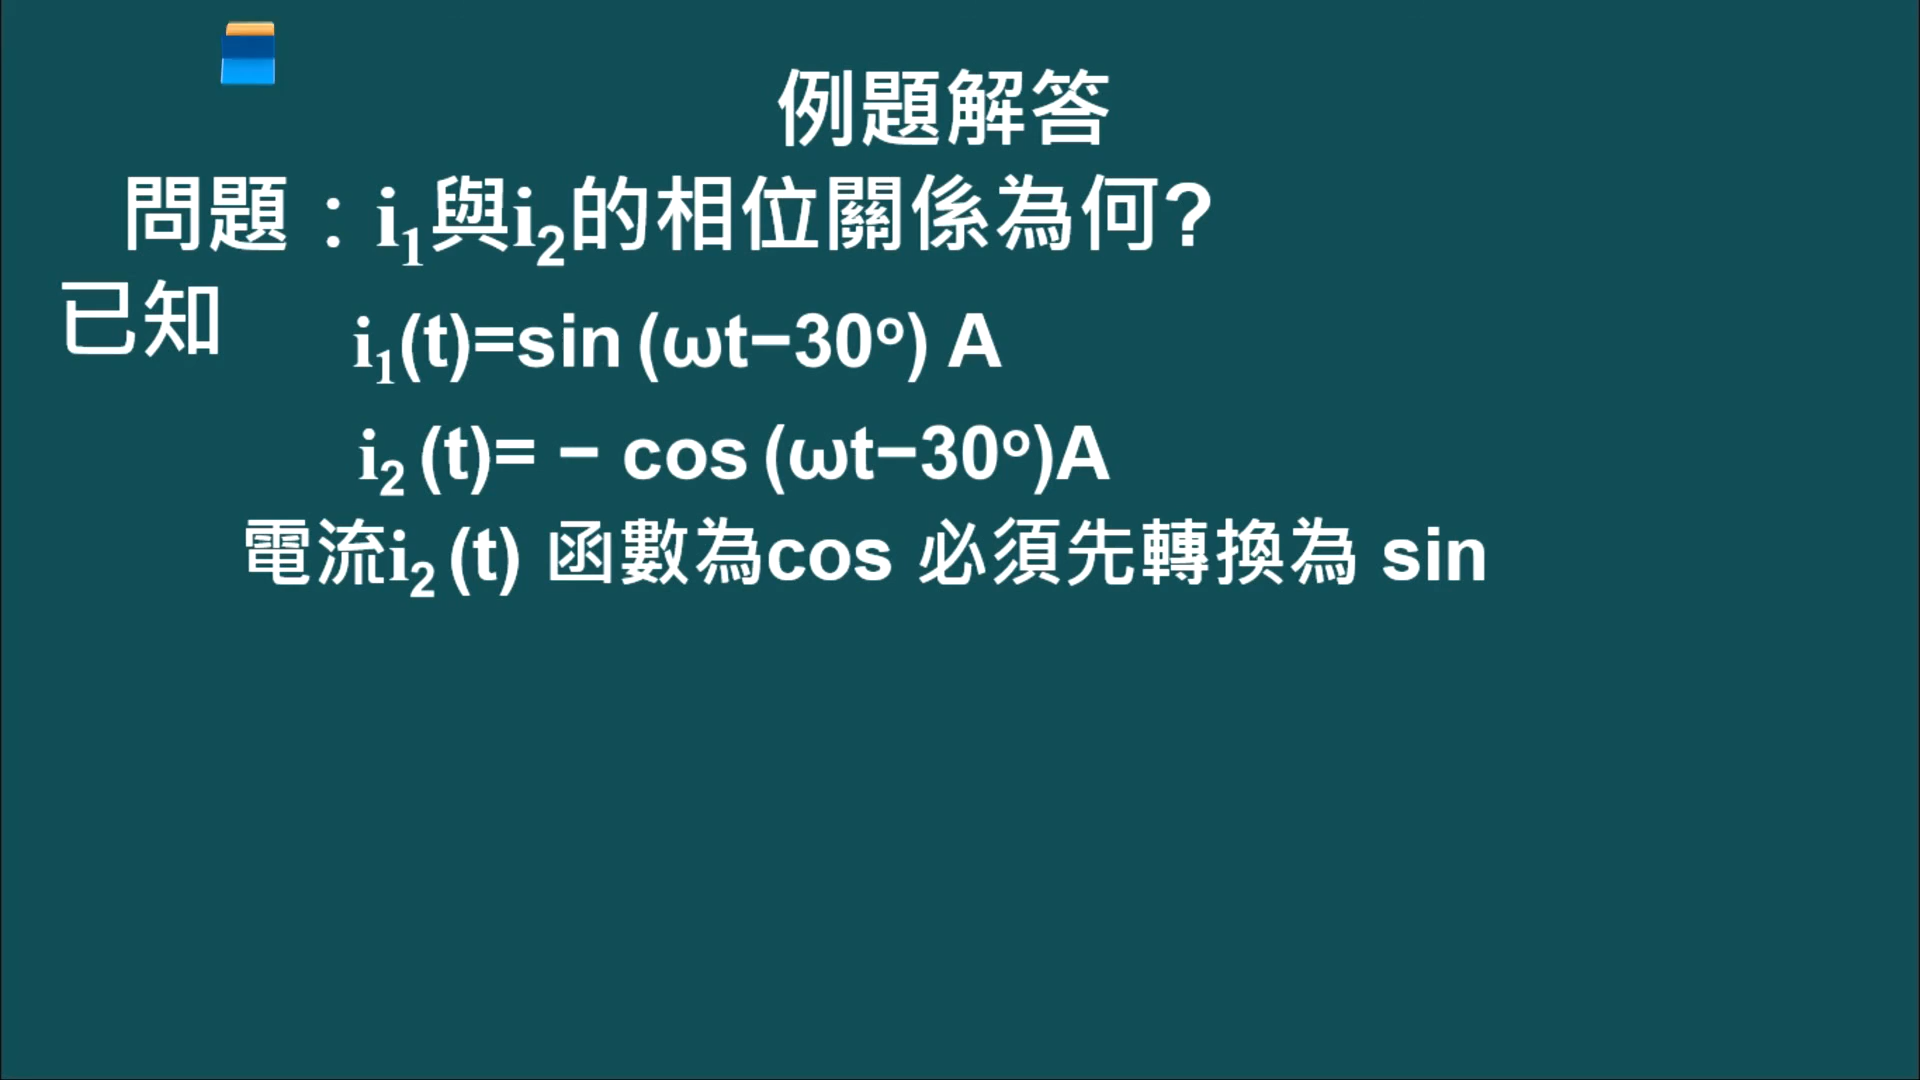 例題解答
問題：i₁與i₂的相位關係為何?
已知
i₁(t)=sin (ωt−30º) A
i₂ (t)= − cos (ωt−30º)A
電流i₂ (t) 函數為cos 必須先轉換為 sin